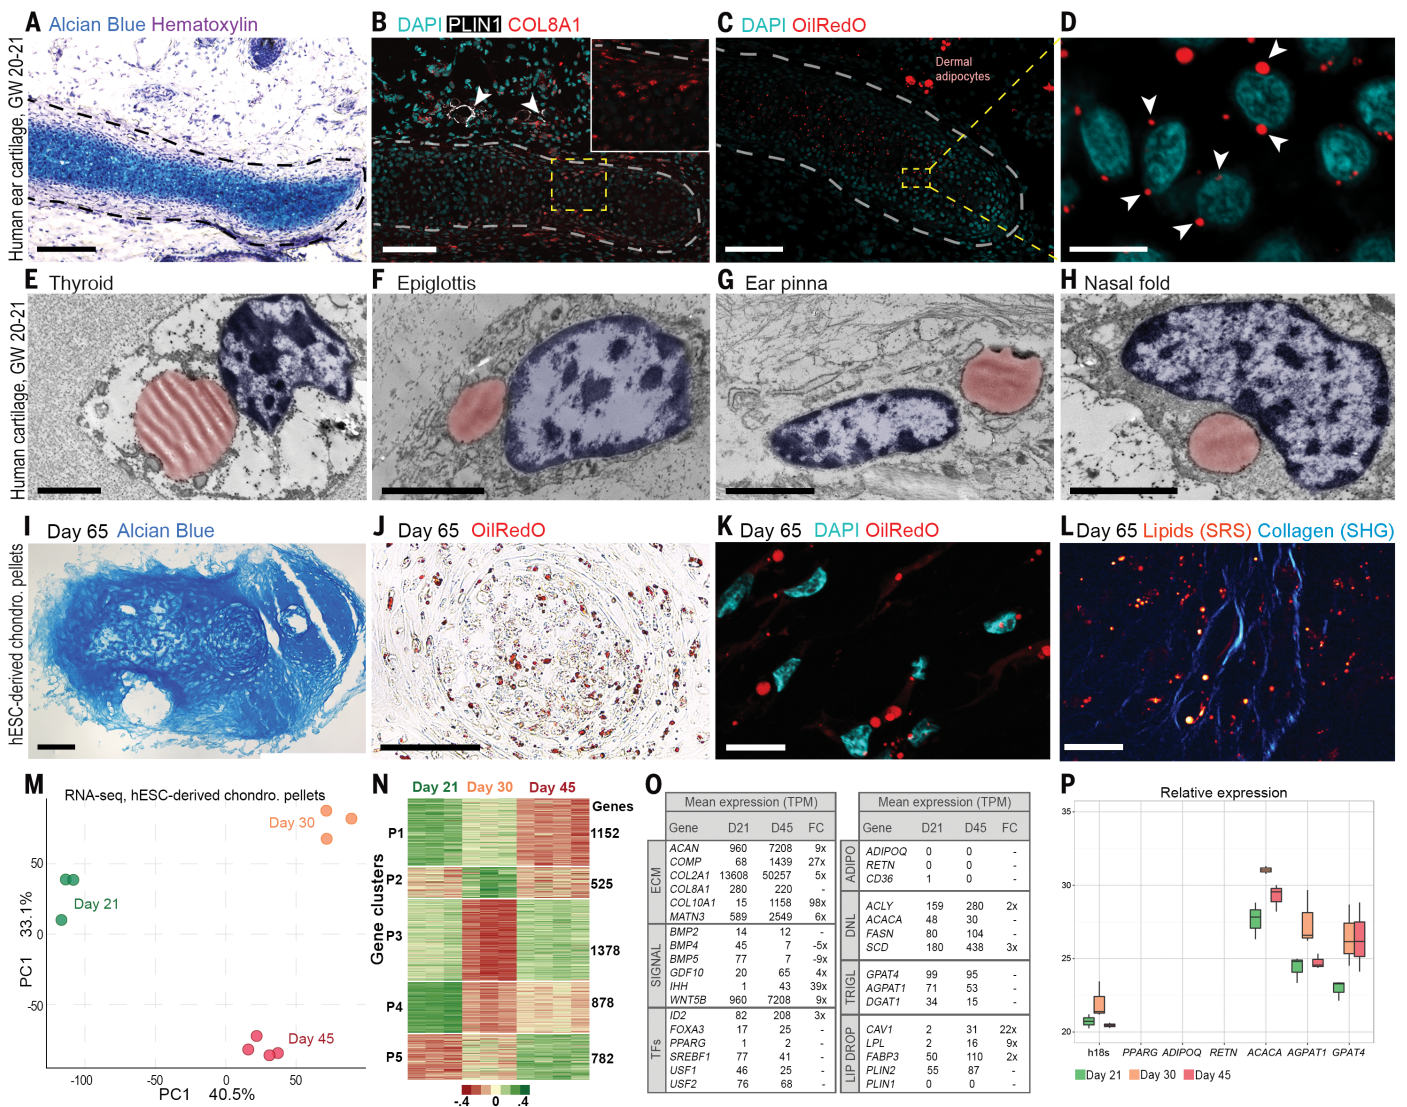 A Alcian Blue Hematoxylin
B DAPI PLIN1 COL8A1
C DAPI OilRedO
D
Human ear cartilage, GW 20-21
Dermal
adipocytes
E Thyroid
F Epiglottis
G Ear pinna
H Nasal fold
Human cartilage, GW 20-21
I Day 65 Alcian Blue
J Day 65 OilRedO
K Day 65 DAPI OilRedO
L Day 65 Lipids (SRS) Collagen (SHG)
hESC-derived chondro. pellets
M
RNA-seq, hESC-derived chondro. pellets
Day 30
Day 21
Day 45
50
0
-50
PC1 33.1%
-100 -50 0 50
PC1 40.5%
N
Day 21 Day 30 Day 45
Genes
Gene clusters
P1 1152
P2 525
P3 1378
P4 878
P5 782
-.4 0 .4
O
Mean expression (TPM)
Gene D21 D45 FC
ECM
ACAN 960 7208 9x
COMP 68 1439 27x
COL2A1 13608 50257 5x
COL8A1 280 220 -
COL10A1 15 1158 98x
MATN3 589 2549 6x
SIGNAL
BMP2 14 12 -
BMP4 45 7 -5x
BMP5 77 7 -9x
GDF10 20 65 4x
IHH 1 43 39x
WNT5B 960 7208 9x
TFs
ID2 82 208 3x
FOXA3 17 25 -
PPARG 1 2 -
SREBF1 77 41 -
USF1 46 25 -
USF2 76 68 -
Mean expression (TPM)
Gene D21 D45 FC
ADIPO
ADIPOQ 0 0 -
RETN 0 0 -
CD36 1 0 -
DNL
ACLY 159 280 2x
ACACA 48 30 -
FASN 80 104 -
SCD 180 438 3x
TRIGL
GPAT4 99 95 -
AGPAT1 71 53 -
DGAT1 34 15 -
LIP DROP
CAV1 2 31 22x
LPL 2 16 9x
FABP3 50 110 2x
PLIN2 55 87 -
PLIN1 0 0 -
P
Relative expression
35
30
25
20
h18s PPARG ADIPOQ RETN ACACA AGPAT1 GPAT4
Day 21 Day 30 Day 45